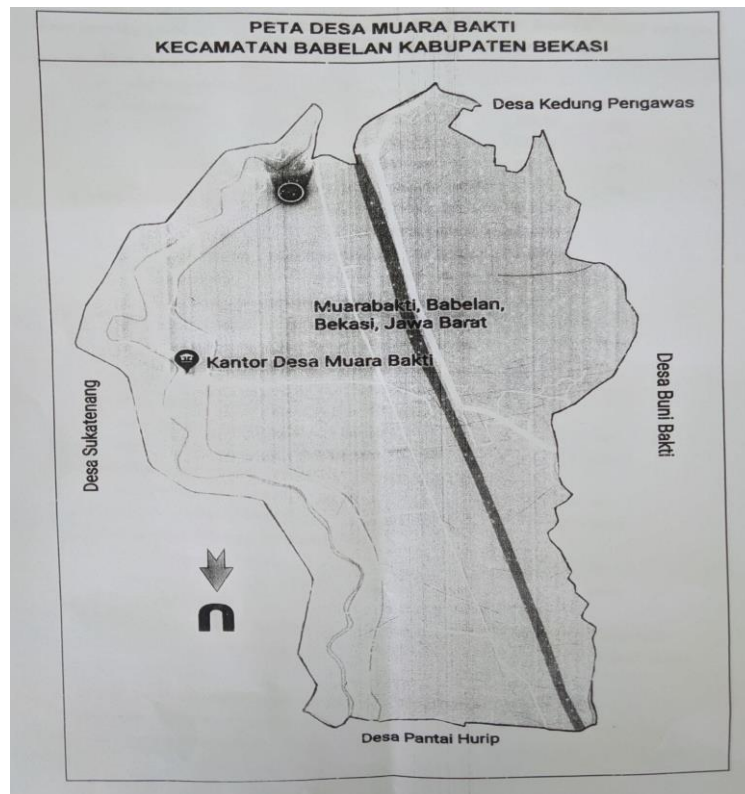 PETA DESA MUARA BAKTI
KECAMATAN BABELAN KABUPATEN BEKASI
Desa Kedung Pengawas
Muarabakti, Babelan,
Bekasi, Jawa Barat
Kantor Desa Muara Bakti
Desa Buni Bakti
Desa Sukatenang
n
Desa Pantai Hurip